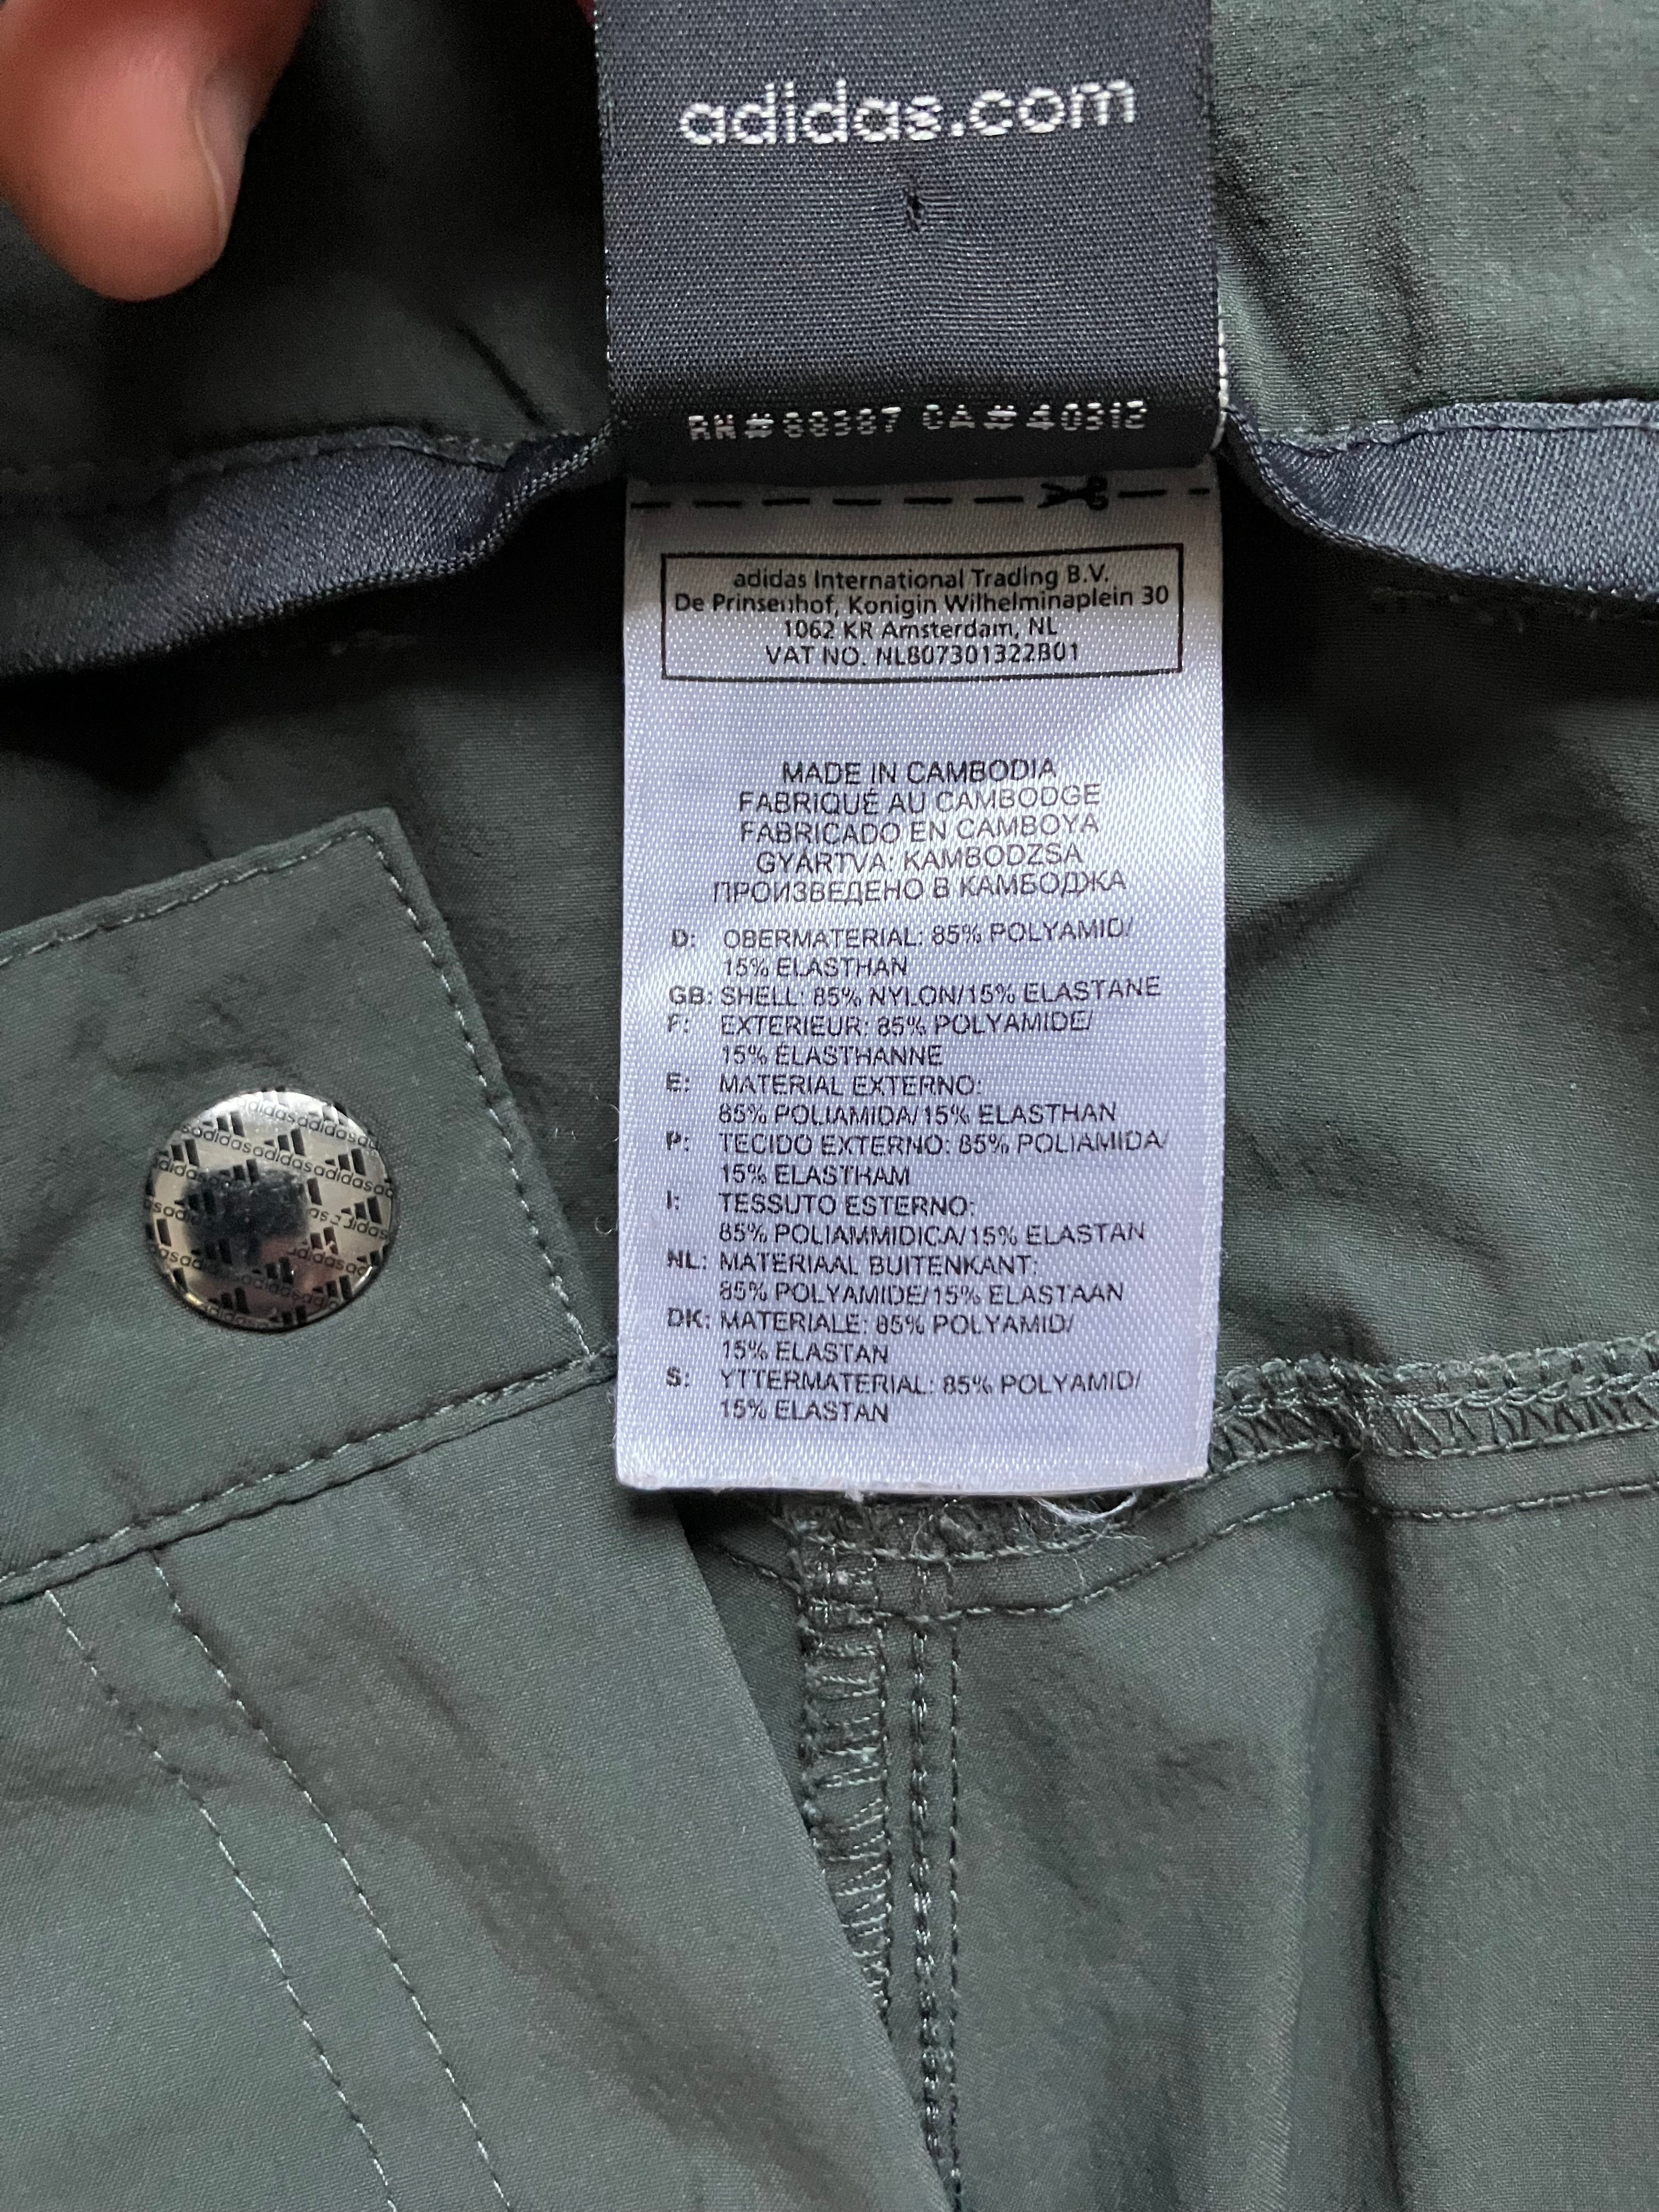 adidas.com
RN#88387 CA#40312
adidas International Trading B.V.
De Prinsenhof, Konigin Wilhelminaplein 30
1062 KR Amsterdam, NL
VAT NO. NL807301322B01
MADE IN CAMBODIA
FABRIQUÉ AU CAMBODGE
FABRICADO EN CAMBOYA
GYÁRTVA: KAMBODZSA
ПРОИЗВЕДЕНО В КАМБОДЖА
D: OBERMATERIAL: 85% POLYAMID/
15% ELASTHAN
GB: SHELL: 85% NYLON/15% ELASTANE
F: EXTERIEUR: 85% POLYAMIDE/
15% ELASTHANNE
E: MATERIAL EXTERNO:
85% POLIAMIDA/15% ELASTHAN
P: TECIDO EXTERNO: 85% POLIAMIDA/
15% ELASTHAM
I: TESSUTO ESTERNO:
85% POLIAMMIDICA/15% ELASTAN
NL: MATERIAAL BUITENKANT:
85% POLYAMIDE/15% ELASTAAN
DK: MATERIALE: 85% POLYAMID/
15% ELASTAN
S: YTTERMATERIAL: 85% POLYAMID/
15% ELASTAN
adidasadidas
adidasadidasadidas
adidas